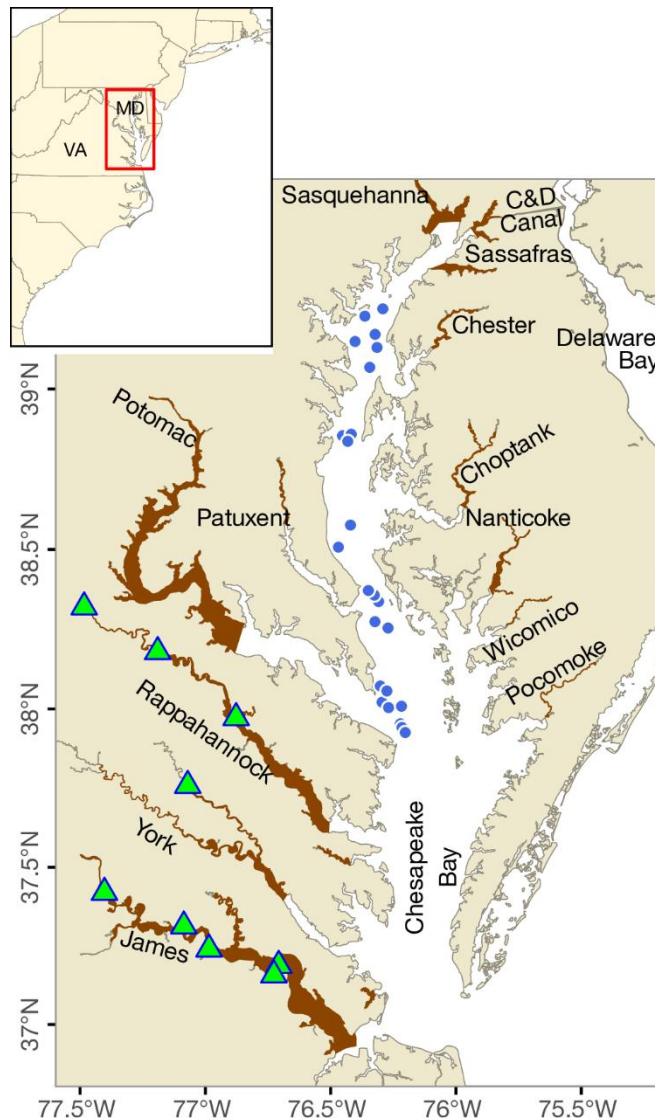 MD
VA
Sasquehanna
C&D
Canal
Sassafras
Chester
Delaware
Bay
39°N
Potomac
Choptank
Patuxent
Nanticoke
38.5°N
Wicomico
Pocomoke
38°N
Rappahannock
Chesapeake
Bay
York
37.5°N
James
37°N
77.5°W
77°W
76.5°W
76°W
75.5°W